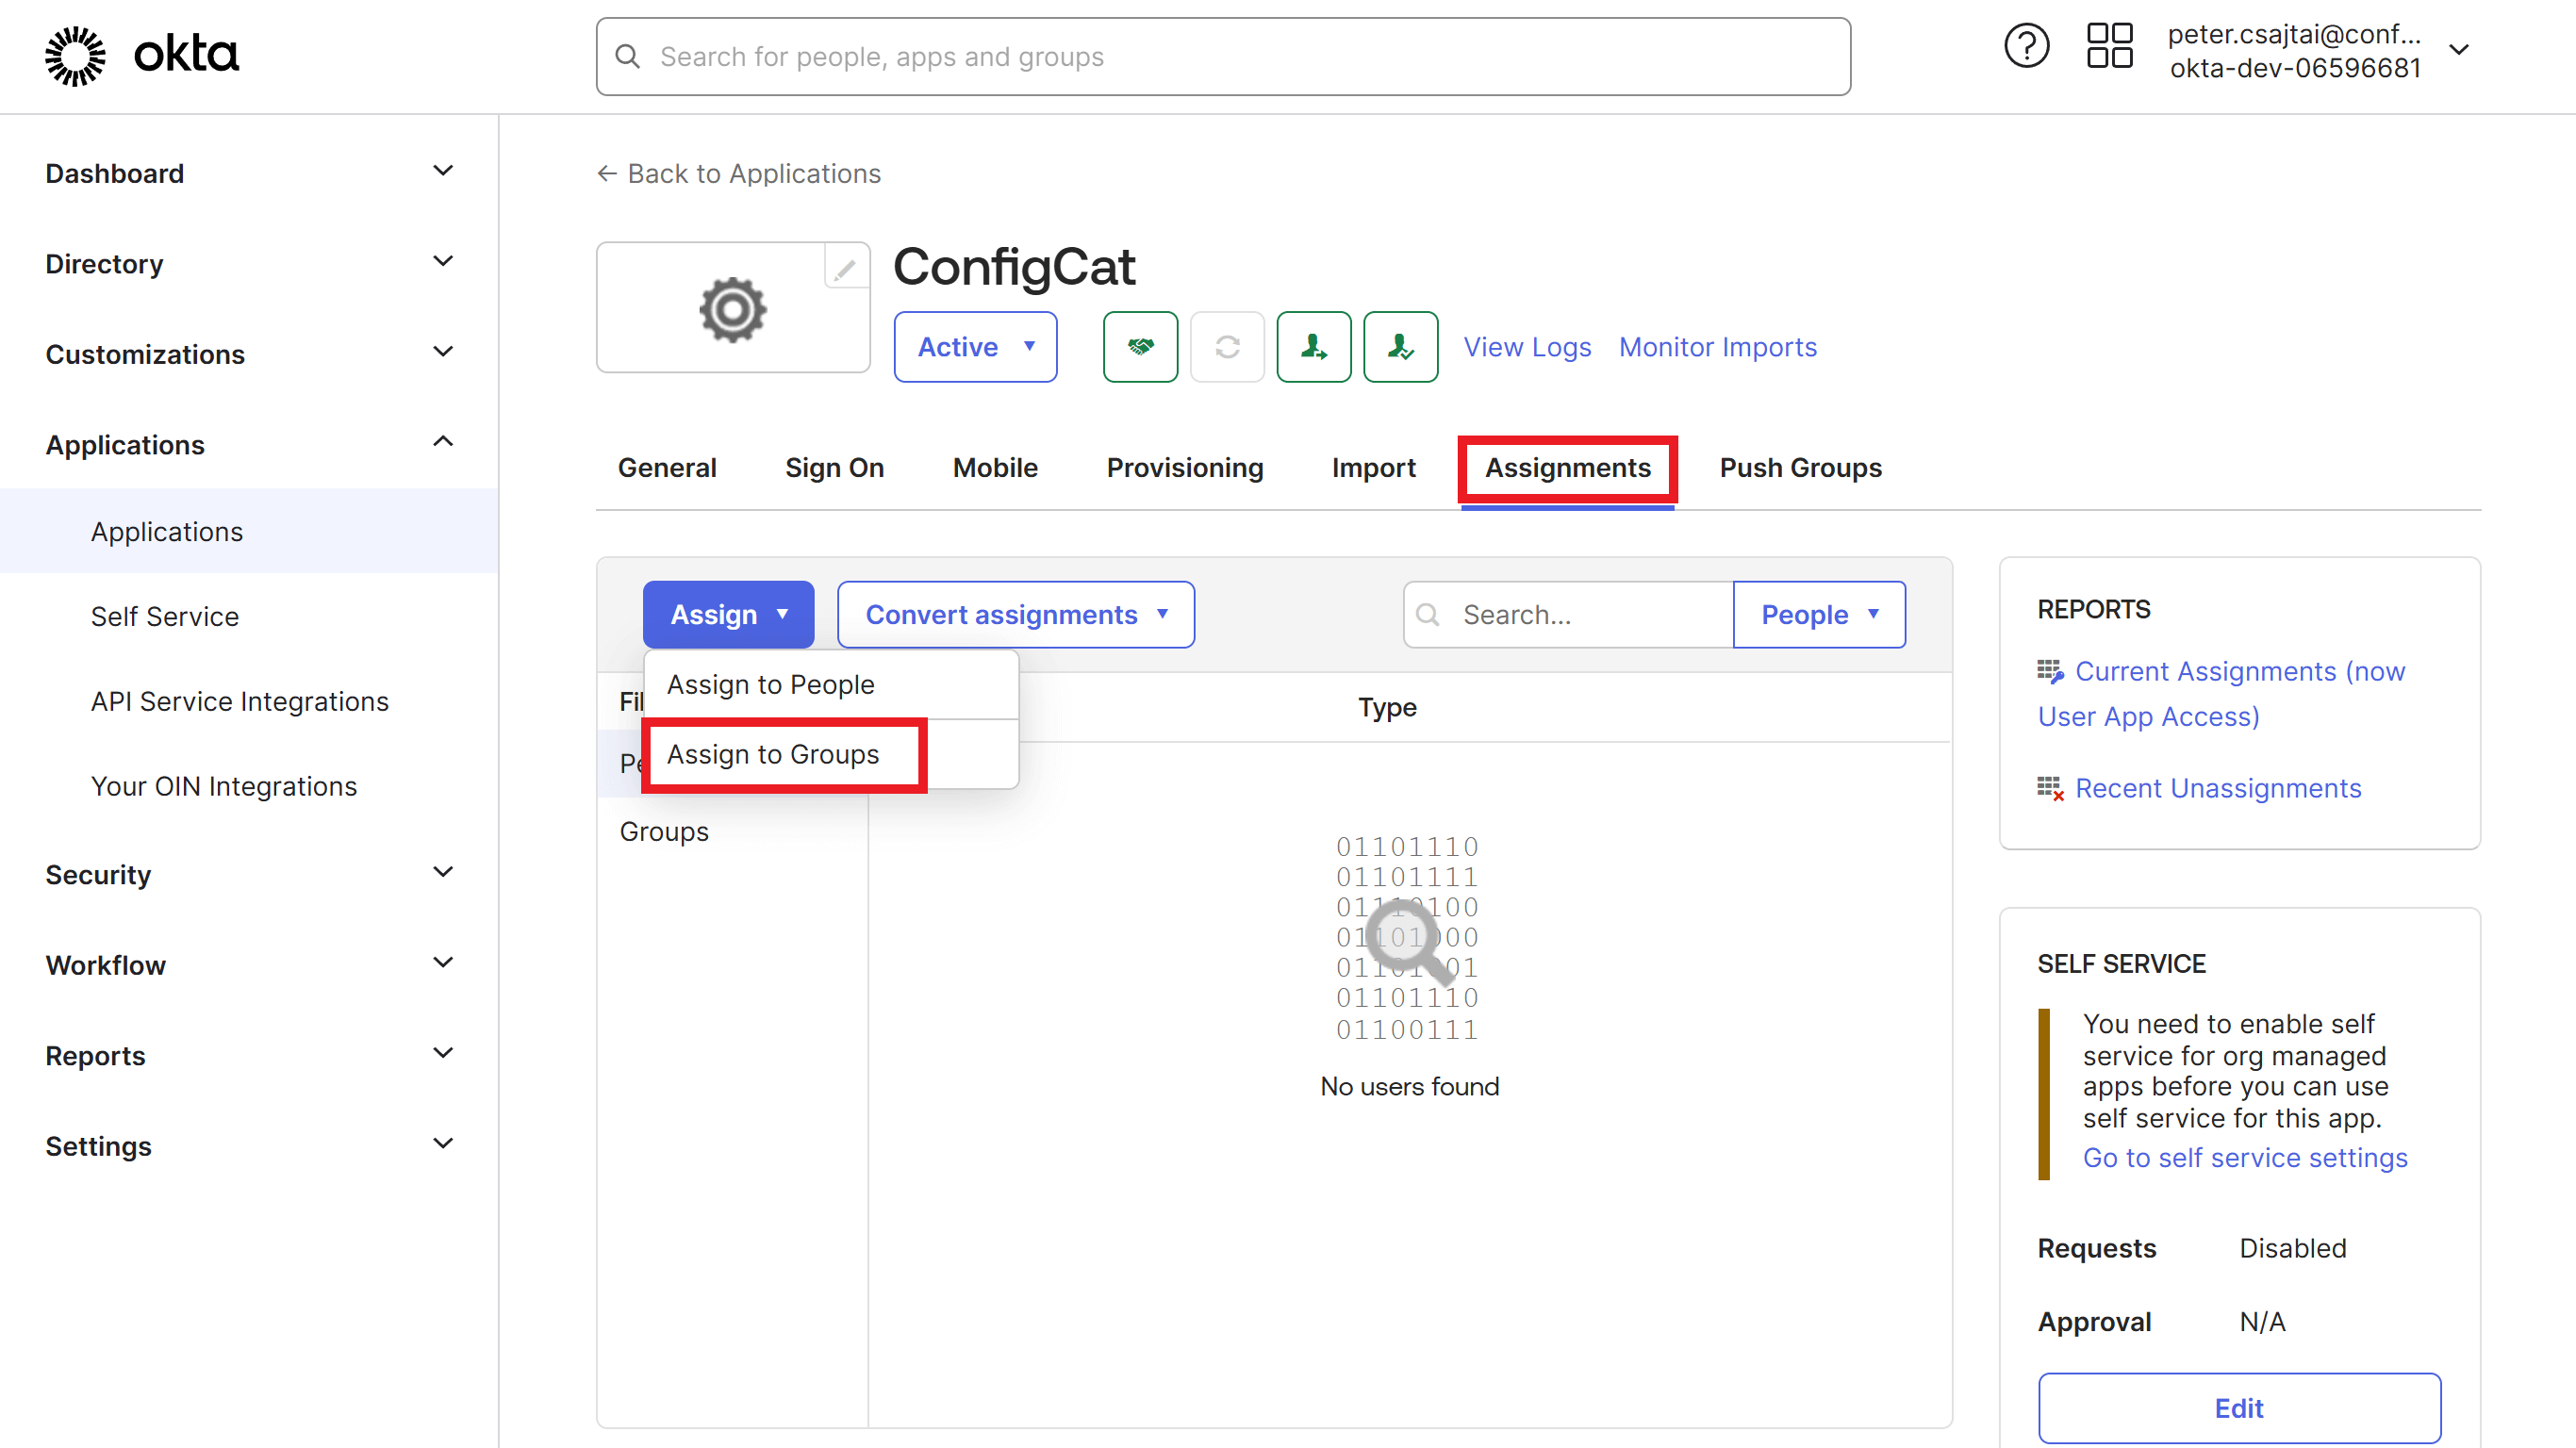 okta
Search for people, apps and groups
peter.csajtai@conf...
okta-dev-06596681
Dashboard
Directory
Customizations
Applications
Applications
Self Service
API Service Integrations
Your OIN Integrations
Security
Workflow
Reports
Settings
← Back to Applications
ConfigCat
Active
View Logs
Monitor Imports
General
Sign On
Mobile
Provisioning
Import
Assignments
Push Groups
Assign
Convert assignments
Search...
People
Assign to People
Assign to Groups
Groups
Type
01101110
01101111
01110100
01101000
01101001
01101110
01100111
No users found
REPORTS
Current Assignments (now
User App Access)
Recent Unassignments
SELF SERVICE
You need to enable self
service for org managed
apps before you can use
self service for this app.
Go to self service settings
Requests Disabled
Approval N/A
Edit